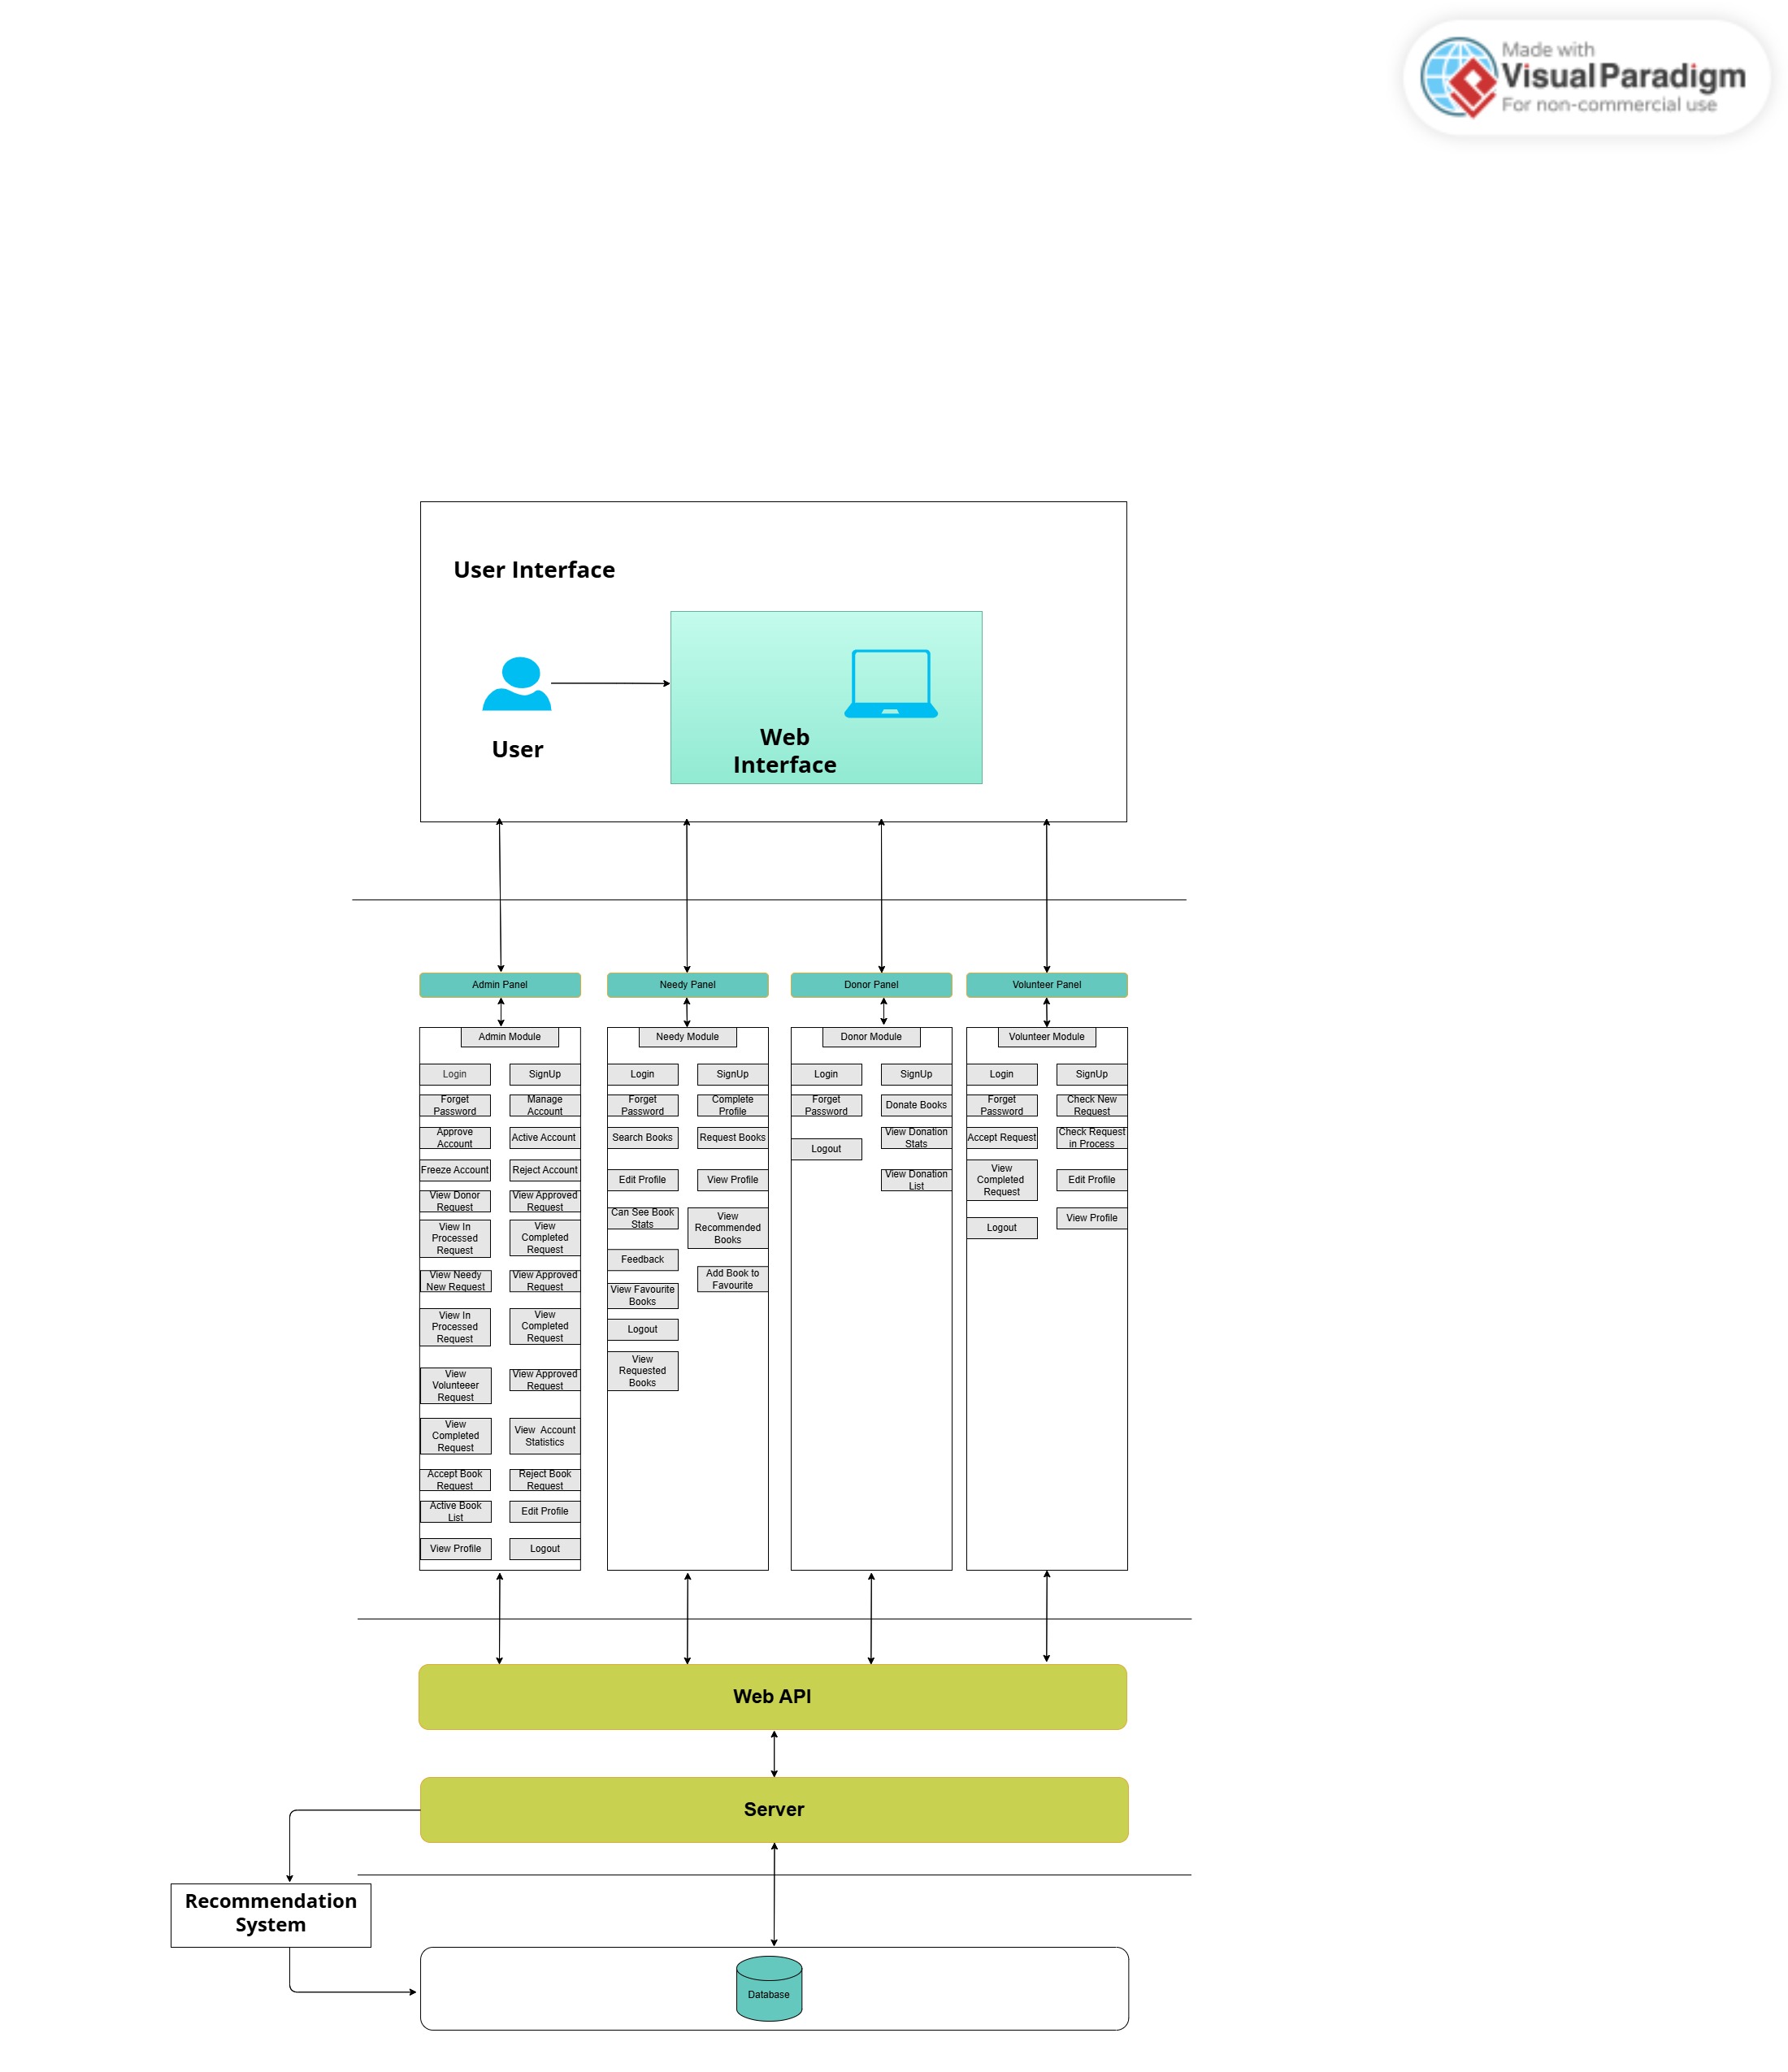 Made with
Visual Paradigm
For non-commercial use
User Interface
User
Web
Interface
Admin Panel
Needy Panel
Donor Panel
Volunteer Panel
Admin Module
Login
SignUp
Forget
Password
Manage
Account
Approve
Account
Active Account
Freeze Account
Reject Account
View Donor
Request
View Approved
Request
View In
Processed
Request
View
Completed
Request
View Needy
New Request
View Approved
Request
View In
Processed
Request
View
Completed
Request
View
Volunteeer
Request
View Approved
Request
View
Completed
Request
View Account
Statistics
Accept Book
Request
Reject Book
Request
Active Book
List
Edit Profile
View Profile
Logout
Needy Module
Login
SignUp
Forget
Password
Complete
Profile
Search Books
Request Books
Edit Profile
View Profile
Can See Book
Stats
View
Recommended
Books
Feedback
Add Book to
Favourite
View Favourite
Books
Logout
View
Requested
Books
Donor Module
Login
SignUp
Forget
Password
Donate Books
View Donation
Stats
Logout
View Donation
List
Volunteer Module
Login
SignUp
Forget
Password
Check New
Request
Accept Request
Check Request
in Process
View
Completed
Request
Edit Profile
View Profile
Logout
Web API
Server
Recommendation
System
Database